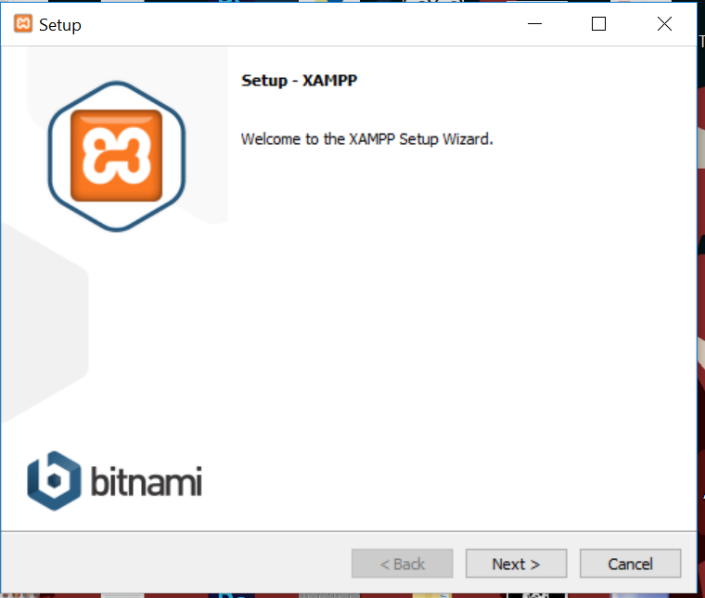 Setup
Setup - XAMPP
Welcome to the XAMPP Setup Wizard.
bitnami
< Back
Next >
Cancel